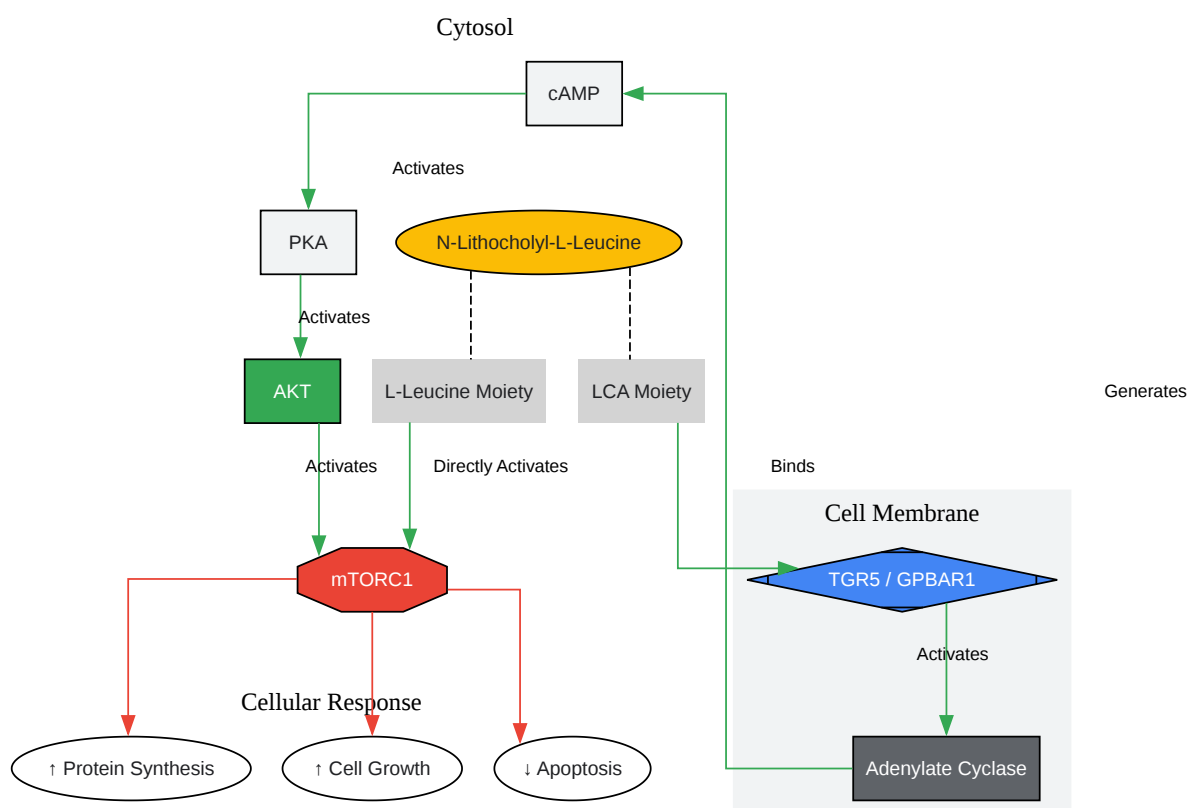 Cytosol
cAMP
Activates
PKA
N-Lithocholyl-L-Leucine
Activates
AKT
L-Leucine Moiety
LCA Moiety
Generates
Activates
Directly Activates
Binds
Cell Membrane
mTORC1
TGR5 / GPBAR1
Activates
Cellular Response
↑ Protein Synthesis
↑ Cell Growth
↓ Apoptosis
Adenylate Cyclase